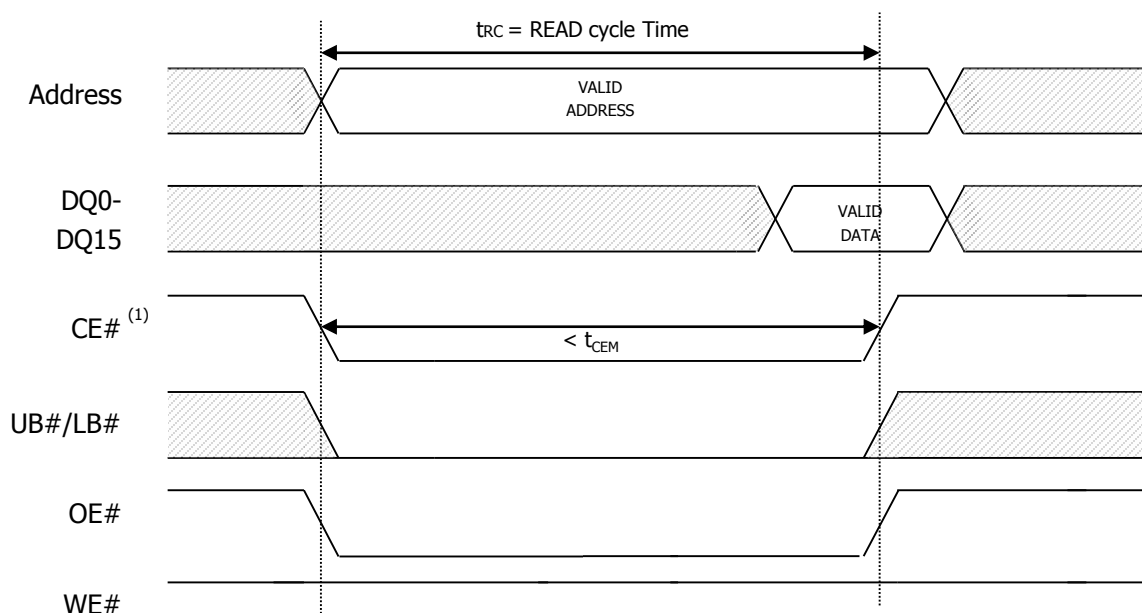 tRC = READ cycle Time
Address
VALID
ADDRESS
DQ0-
DQ15
VALID
DATA
CE# (1)
< tCEM
UB#/LB#
OE#
WE#